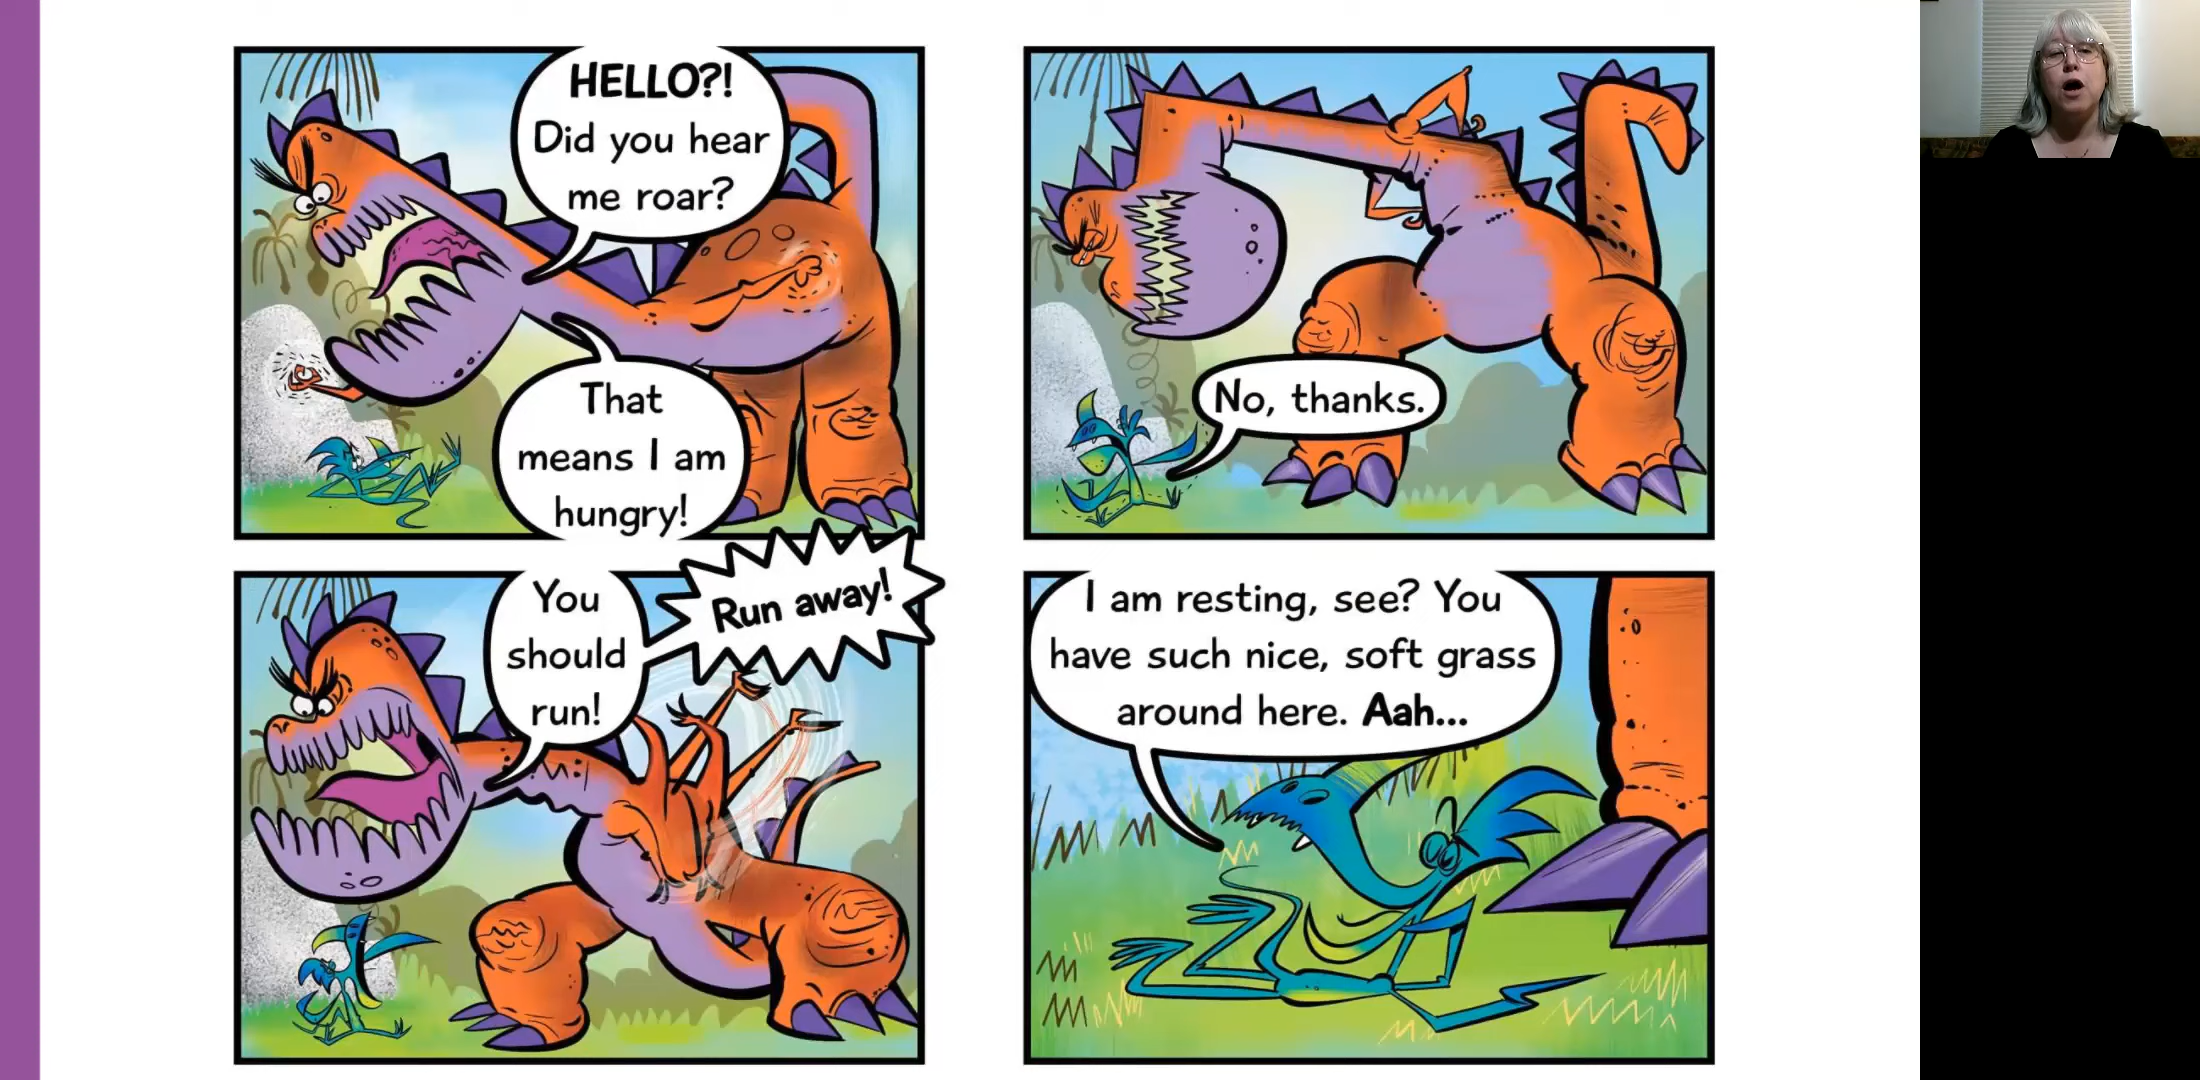 HELLO?!
Did you hear
me roar?
That
means I am
hungry!
No, thanks.
You
should
run!
Run away!
I am resting, see? You
have such nice, soft grass
around here. Aah...